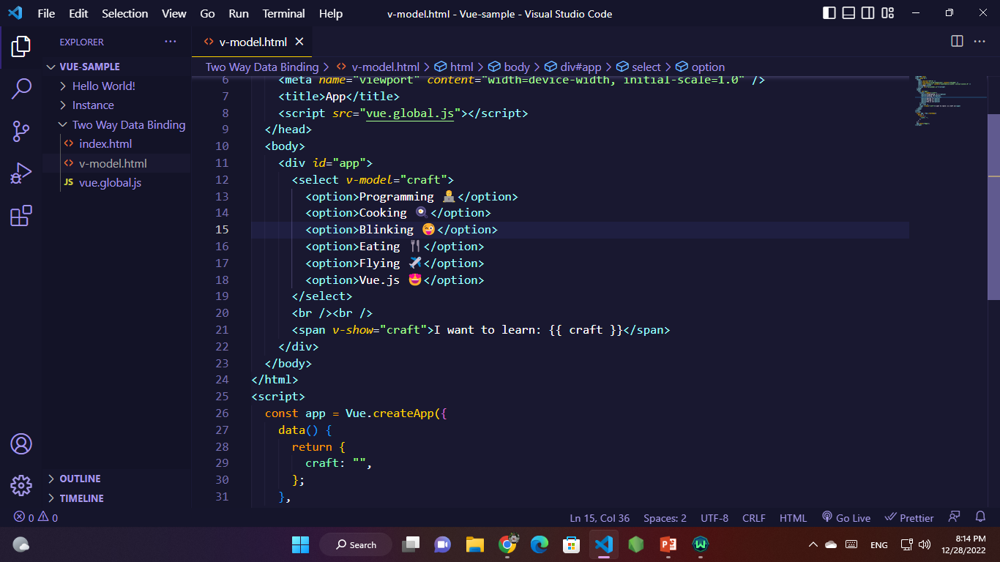 File Edit Selection View Go Run Terminal Help v-model.html - Vue-sample - Visual Studio Code
EXPLORER ··· <> v-model.html ×
VUE-SAMPLE
Hello World!
Instance
Two Way Data Binding
<> index.html
<> v-model.html
JS vue.global.js
OUTLINE
TIMELINE
Two Way Data Binding > <> v-model.html > html > body > div#app > select > option
6 <meta name="viewport" content="width=device-width, initial-scale=1.0" />
7 <title>App</title>
8 <script src="vue.global.js"></script>
9 </head>
10 <body>
11 <div id="app">
12 <select v-model="craft">
13 <option>Programming 🧑‍💻</option>
14 <option>Cooking 🍳</option>
15 <option>Blinking 😜</option>
16 <option>Eating 🍴</option>
17 <option>Flying ✈️</option>
18 <option>Vue.js 🤩</option>
19 </select>
20 <br /><br />
21 <span v-show="craft">I want to learn: {{ craft }}</span>
22 </div>
23 </body>
24 </html>
25 <script>
26 const app = Vue.createApp({
27 data() {
28 return {
29 craft: "",
30 };
31 },
0 0 Ln 15, Col 36 Spaces: 2 UTF-8 CRLF HTML Go Live Prettier
Search ENG 8:14 PM
12/28/2022